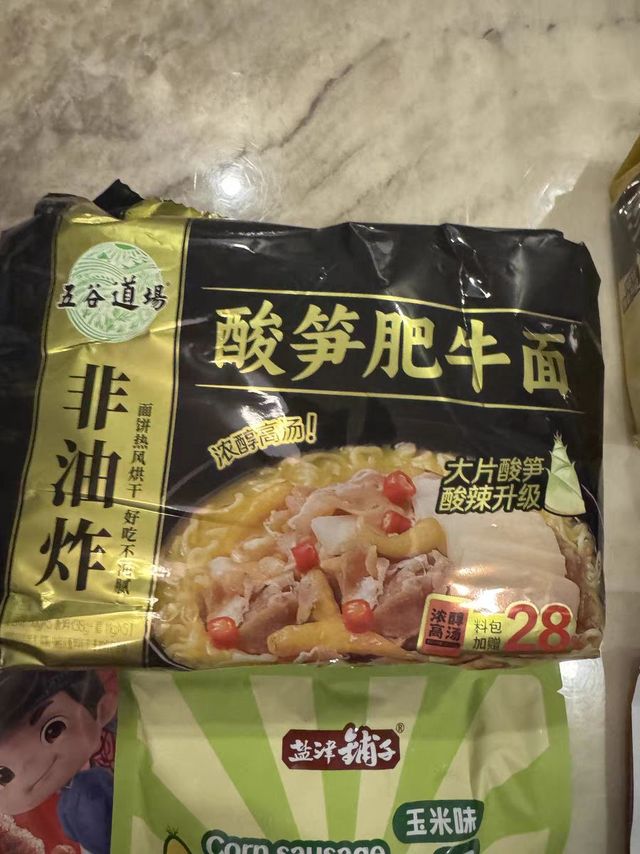 五谷道場
酸笋肥牛面
非油炸
面饼热风烘干 好吃不油腻
浓醇高汤!
大片酸笋
酸辣升级
浓醇
高汤
料包
加赠
28
盐津铺子®
玉米味
Corn sausage